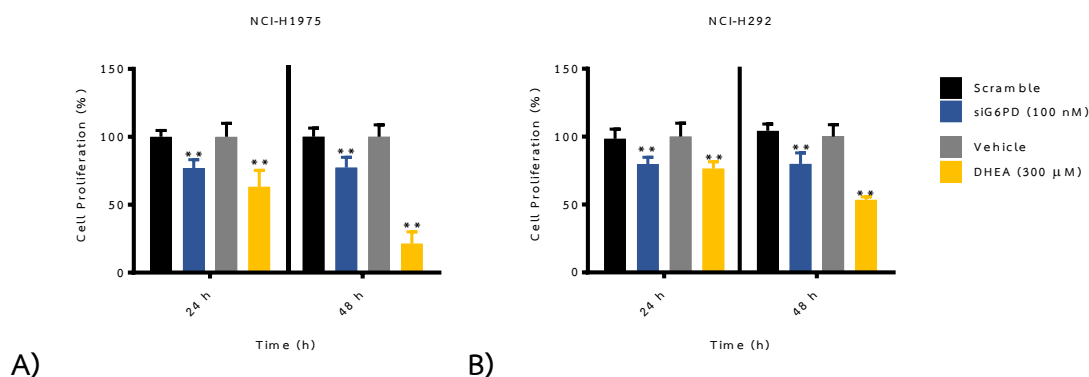 NCI-H1975
Cell Proliferation (%)
150
100
50
0
** ** ** **
24 h 48 h
Time (h)
A)
NCI-H292
Cell Proliferation (%)
150
100
50
0
** ** ** **
24 h 48 h
Time (h)
B)
Scramble
siG6PD (100 nM)
Vehicle
DHEA (300 μM)